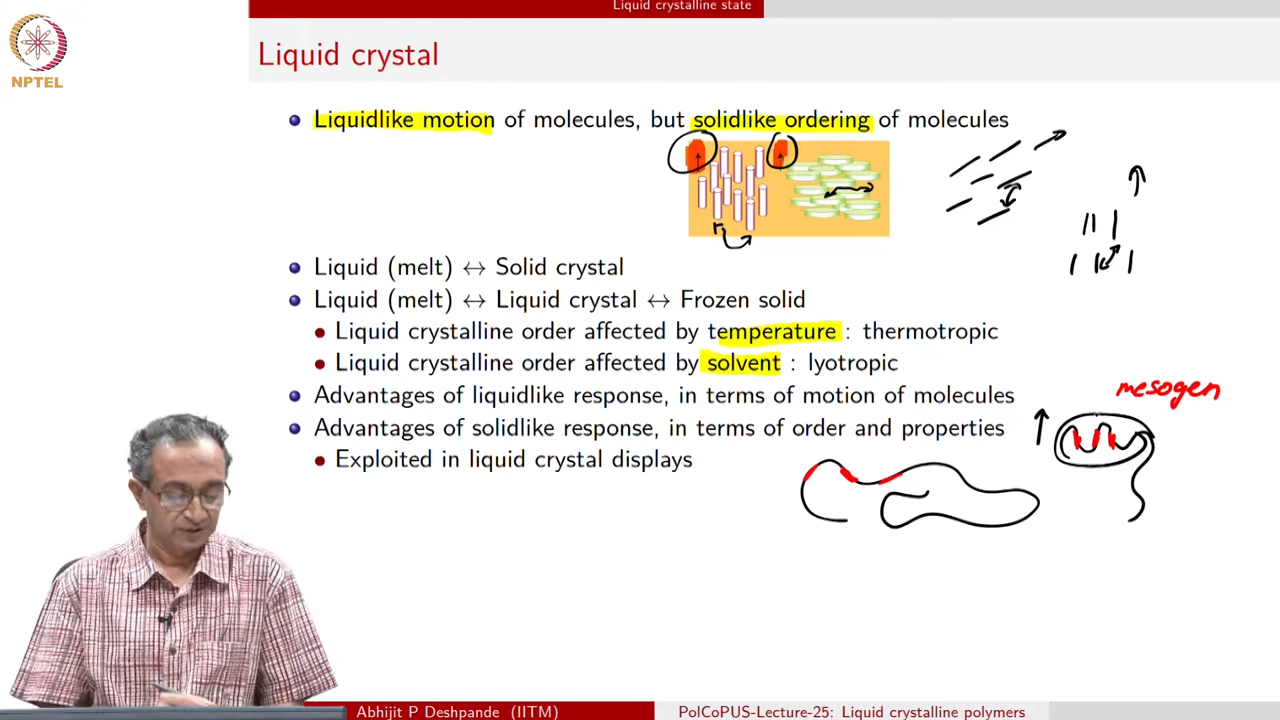 Liquid crystalline state
NPTEL
Liquid crystal
Liquidlike motion of molecules, but solidlike ordering of molecules
Liquid (melt) ↔ Solid crystal
Liquid (melt) ↔ Liquid crystal ↔ Frozen solid
Liquid crystalline order affected by temperature : thermotropic
Liquid crystalline order affected by solvent : lyotropic
Advantages of liquidlike response, in terms of motion of molecules
mesogen
Advantages of solidlike response, in terms of order and properties
Exploited in liquid crystal displays
Abhijit P Deshpande (IITM)
PolCoPUS-Lecture-25: Liquid crystalline polymers